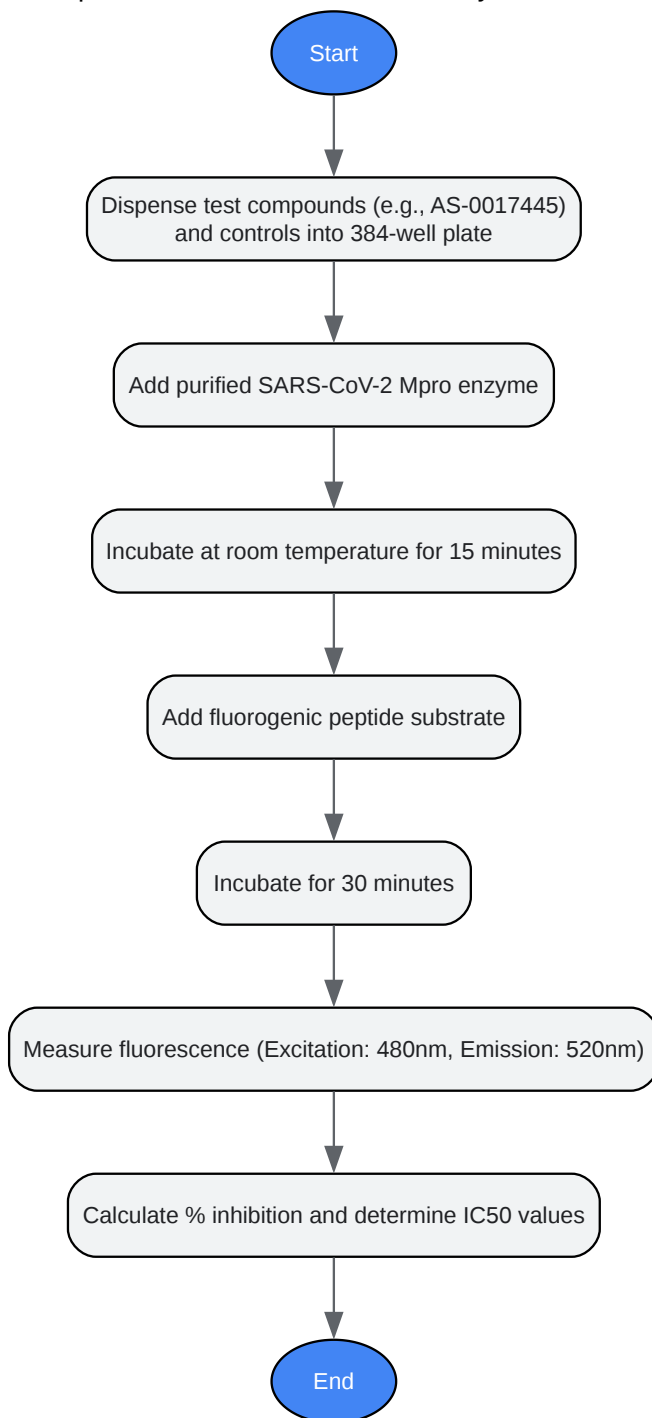 Start
Dispense test compounds (e.g., AS-0017445)
and controls into 384-well plate
Add purified SARS-CoV-2 Mpro enzyme
Incubate at room temperature for 15 minutes
Add fluorogenic peptide substrate
Incubate for 30 minutes
Measure fluorescence (Excitation: 480nm, Emission: 520nm)
Calculate % inhibition and determine IC50 values
End